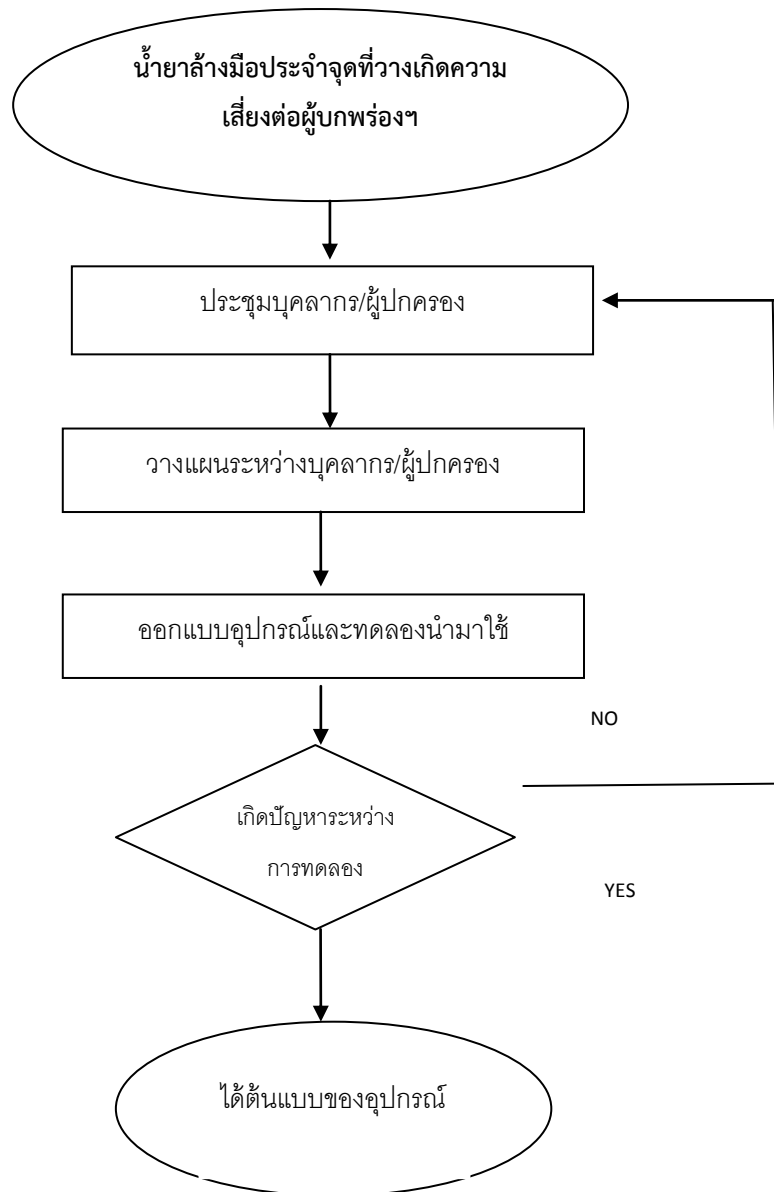 น้ำยาล้างมือประจำจุดที่วางเกิดความ
เสี่ยงต่อผู้บกพร่องฯ
ประชุมบุคลากร/ผู้ปกครอง
วางแผนระหว่างบุคลากร/ผู้ปกครอง
ออกแบบอุปกรณ์และทดลองนำมาใช้
NO
เกิดปัญหาระหว่าง
การทดลอง
YES
ได้ต้นแบบของอุปกรณ์